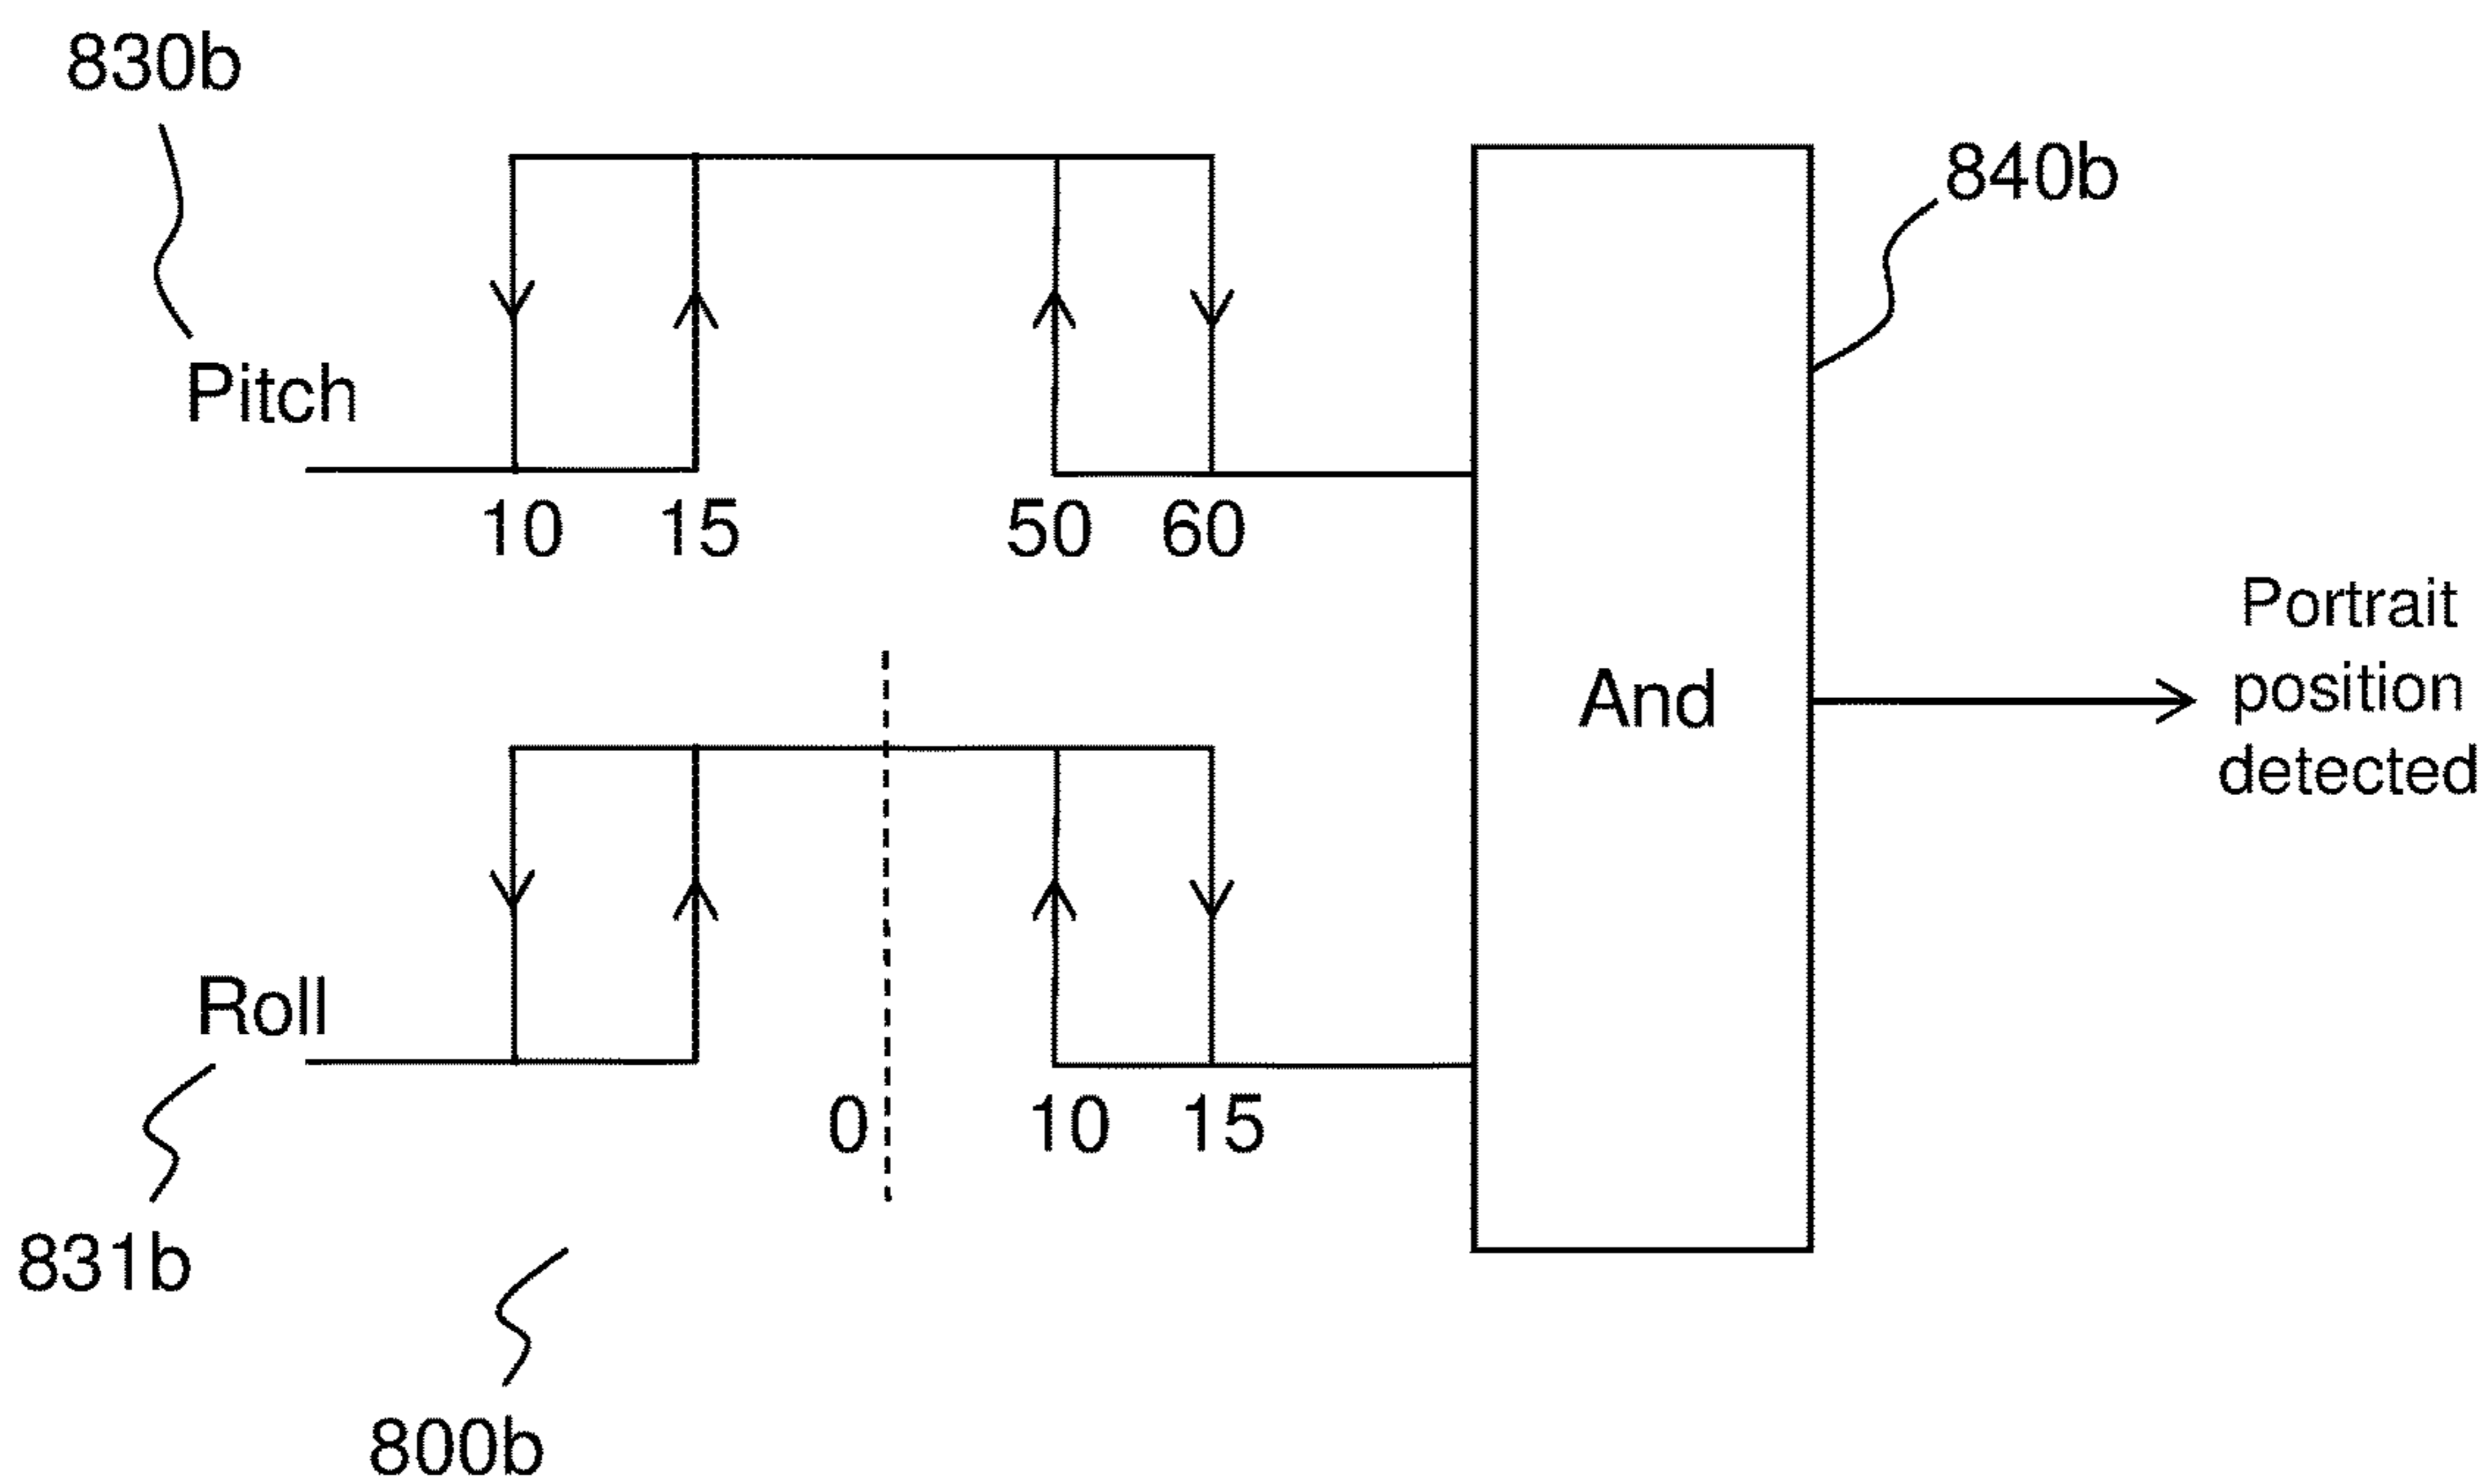 830b
840b
Pitch
10 15 50 60
Portrait
position
detected
And
Roll
0 10 15
831b
800b